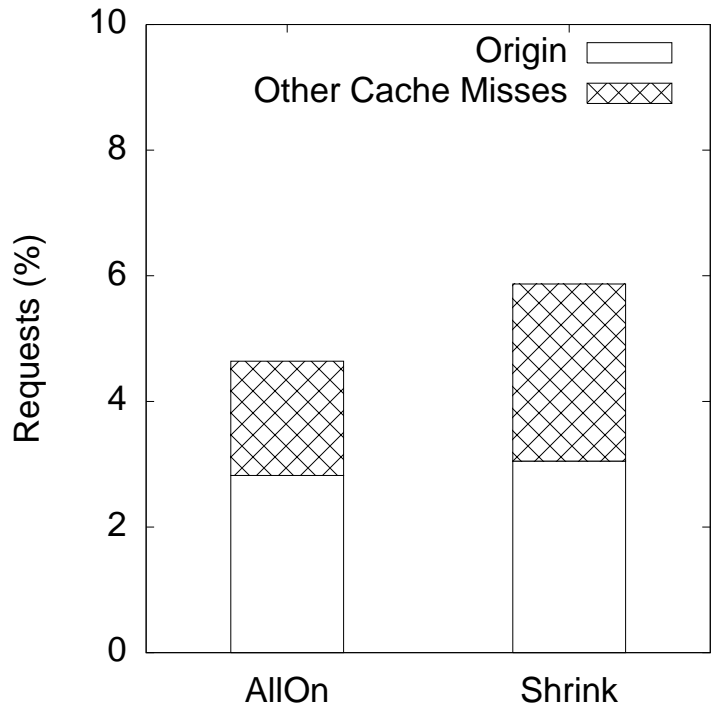 10
8
6
4
2
0
Requests (%)
Origin
Other Cache Misses
AllOn
Shrink